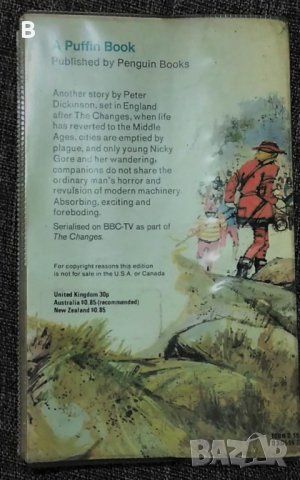 B
A Puffin Book
Published by Penguin Books
Another story by Peter
Dickinson, set in England
after The Changes, when life
has reverted to the Middle
Ages, cities are emptied by
plague, and only young Nicky
Gore and her wandering
companions do not share the
ordinary man's horror and
revulsion of modern machinery.
Absorbing, exciting and
foreboding.
Serialised on BBC-TV as part of
The Changes.
For copyright reasons this edition
is not for sale in the U.S.A. or Canada
United Kingdom 30p
Australia $0.85 (recommended)
New Zealand $0.85
BAZAR